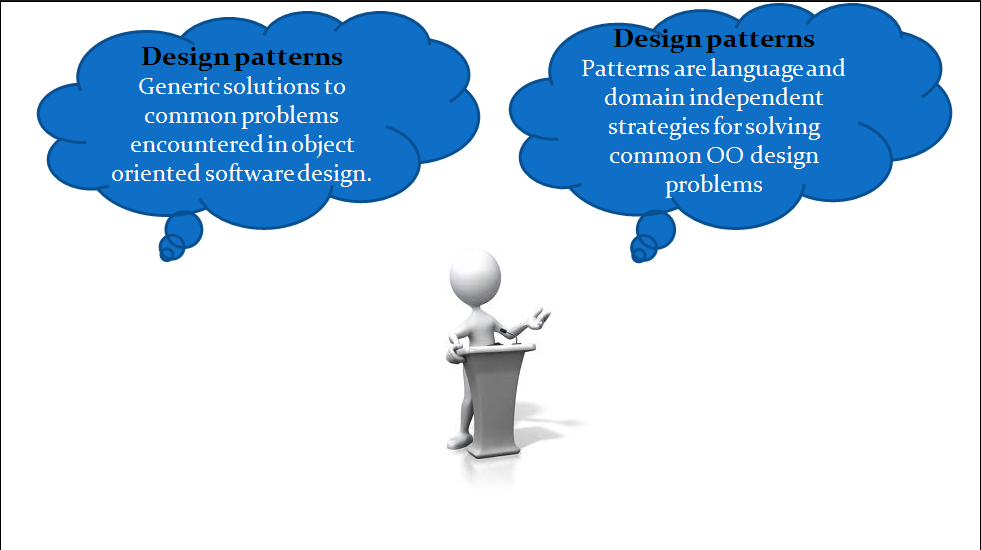 Design patterns
Generic solutions to
common problems
encountered in object
oriented software design.
Design patterns
Patterns are language and
domain independent
strategies for solving
common OO design
problems